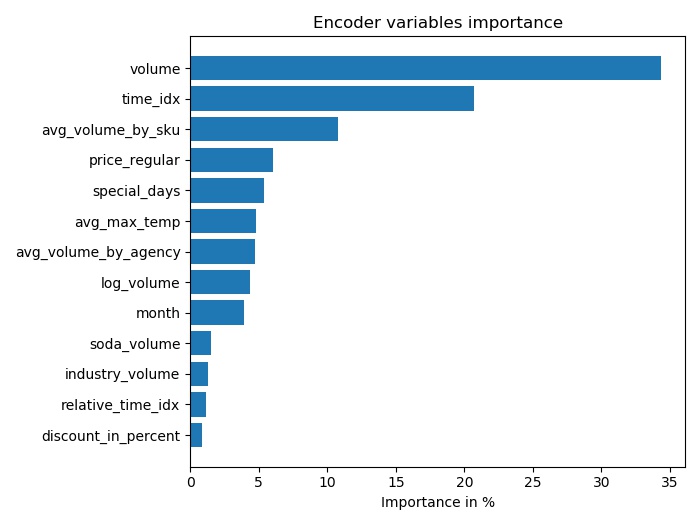 Encoder variables importance
volume
time_idx
avg_volume_by_sku
price_regular
special_days
avg_max_temp
avg_volume_by_agency
log_volume
month
soda_volume
industry_volume
relative_time_idx
discount_in_percent
0 5 10 15 20 25 30 35
Importance in %